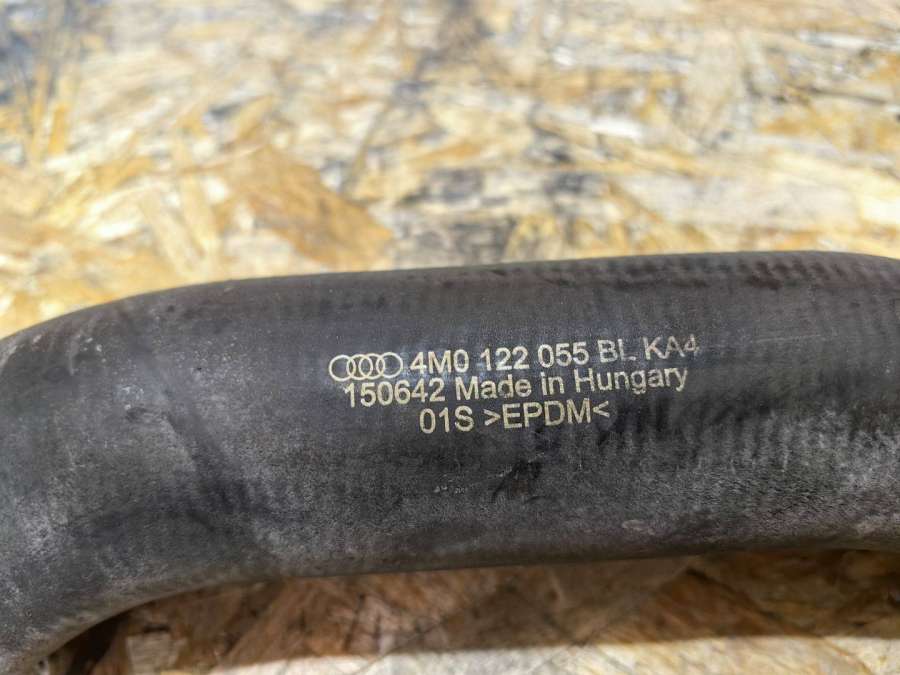 4M0 122 055 BL KA4
150642 Made in Hungary
01S >EPDM<